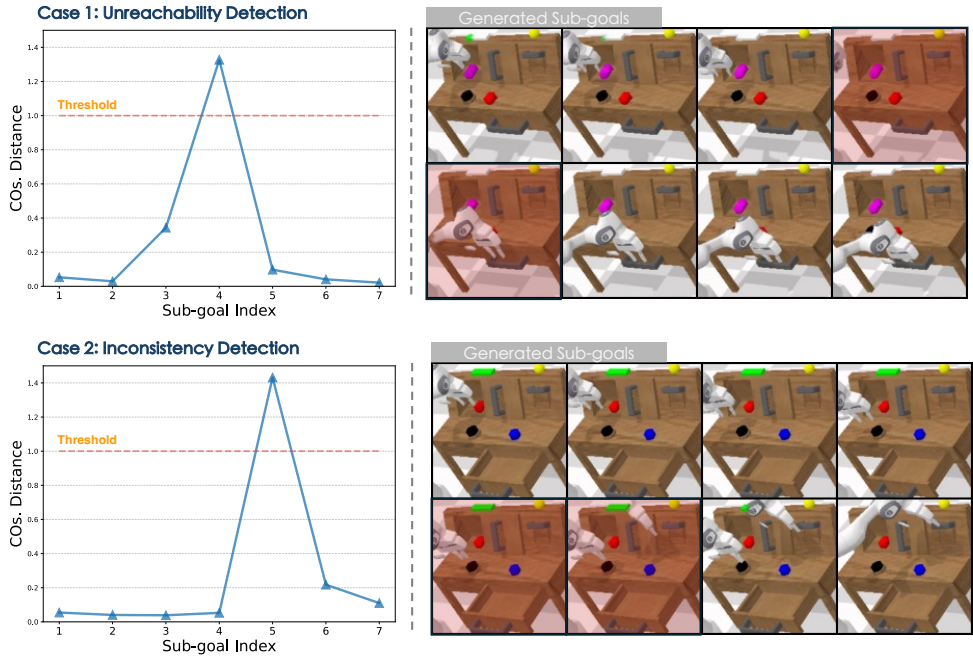 Case 1: Unreachability Detection
Generated Sub-goals
1.4
1.2
Threshold
1.0
0.8
0.6
0.4
0.2
0.0
COs. Distance
1 2 3 4 5 6 7
Sub-goal Index
Case 2: Inconsistency Detection
Generated Sub-goals
1.4
1.2
Threshold
1.0
0.8
0.6
0.4
0.2
0.0
COs. Distance
1 2 3 4 5 6 7
Sub-goal Index